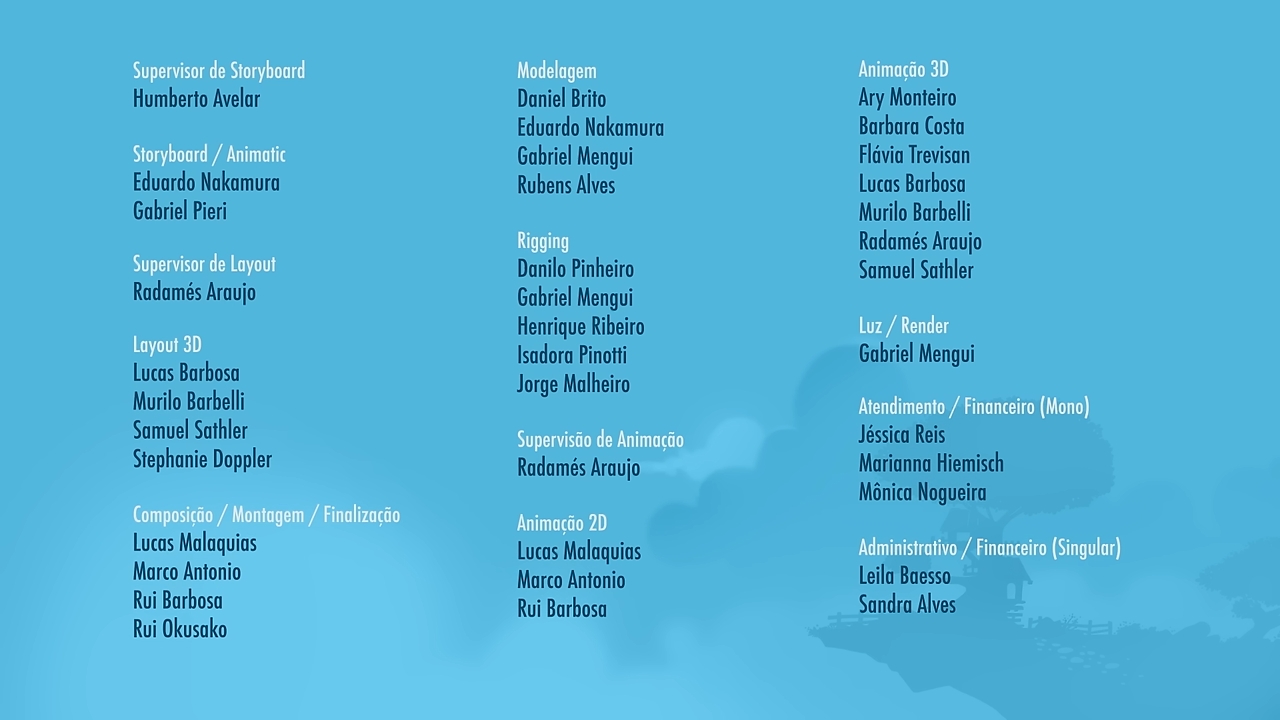 Supervisor de Storyboard
Humberto Avelar
Storyboard / Animatic
Eduardo Nakamura
Gabriel Pieri
Supervisor de Layout
Radamés Araujo
Layout 3D
Lucas Barbosa
Murilo Barbelli
Samuel Sathler
Stephanie Doppler
Composição / Montagem / Finalização
Lucas Malaquias
Marco Antonio
Rui Barbosa
Rui Okusako
Modelagem
Daniel Brito
Eduardo Nakamura
Gabriel Mengui
Rubens Alves
Rigging
Danilo Pinheiro
Gabriel Mengui
Henrique Ribeiro
Isadora Pinotti
Jorge Malheiro
Supervisão de Animação
Radamés Araujo
Animação 2D
Lucas Malaquias
Marco Antonio
Rui Barbosa
Animação 3D
Ary Monteiro
Barbara Costa
Flávia Trevisan
Lucas Barbosa
Murilo Barbelli
Radamés Araujo
Samuel Sathler
Luz / Render
Gabriel Mengui
Atendimento / Financeiro (Mono)
Jéssica Reis
Marianna Hiemisch
Mônica Nogueira
Administrativo / Financeiro (Singular)
Leila Baesso
Sandra Alves